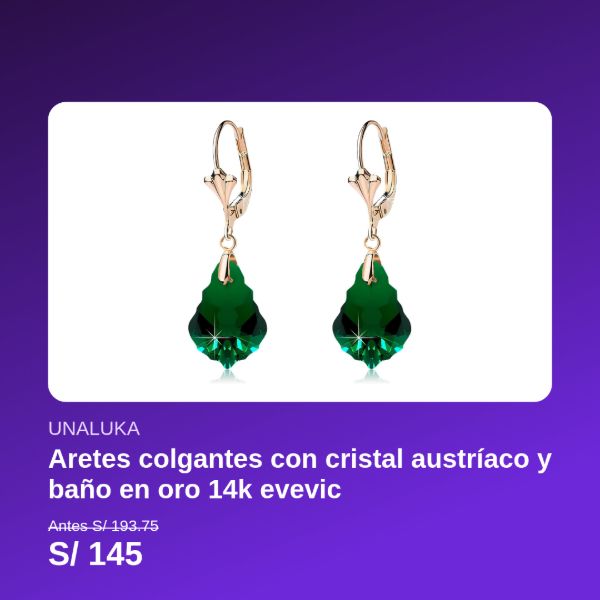 UNALUKA
Aretes colgantes con cristal austríaco y
baño en oro 14k evevic
Antes S/ 193.75
S/ 145